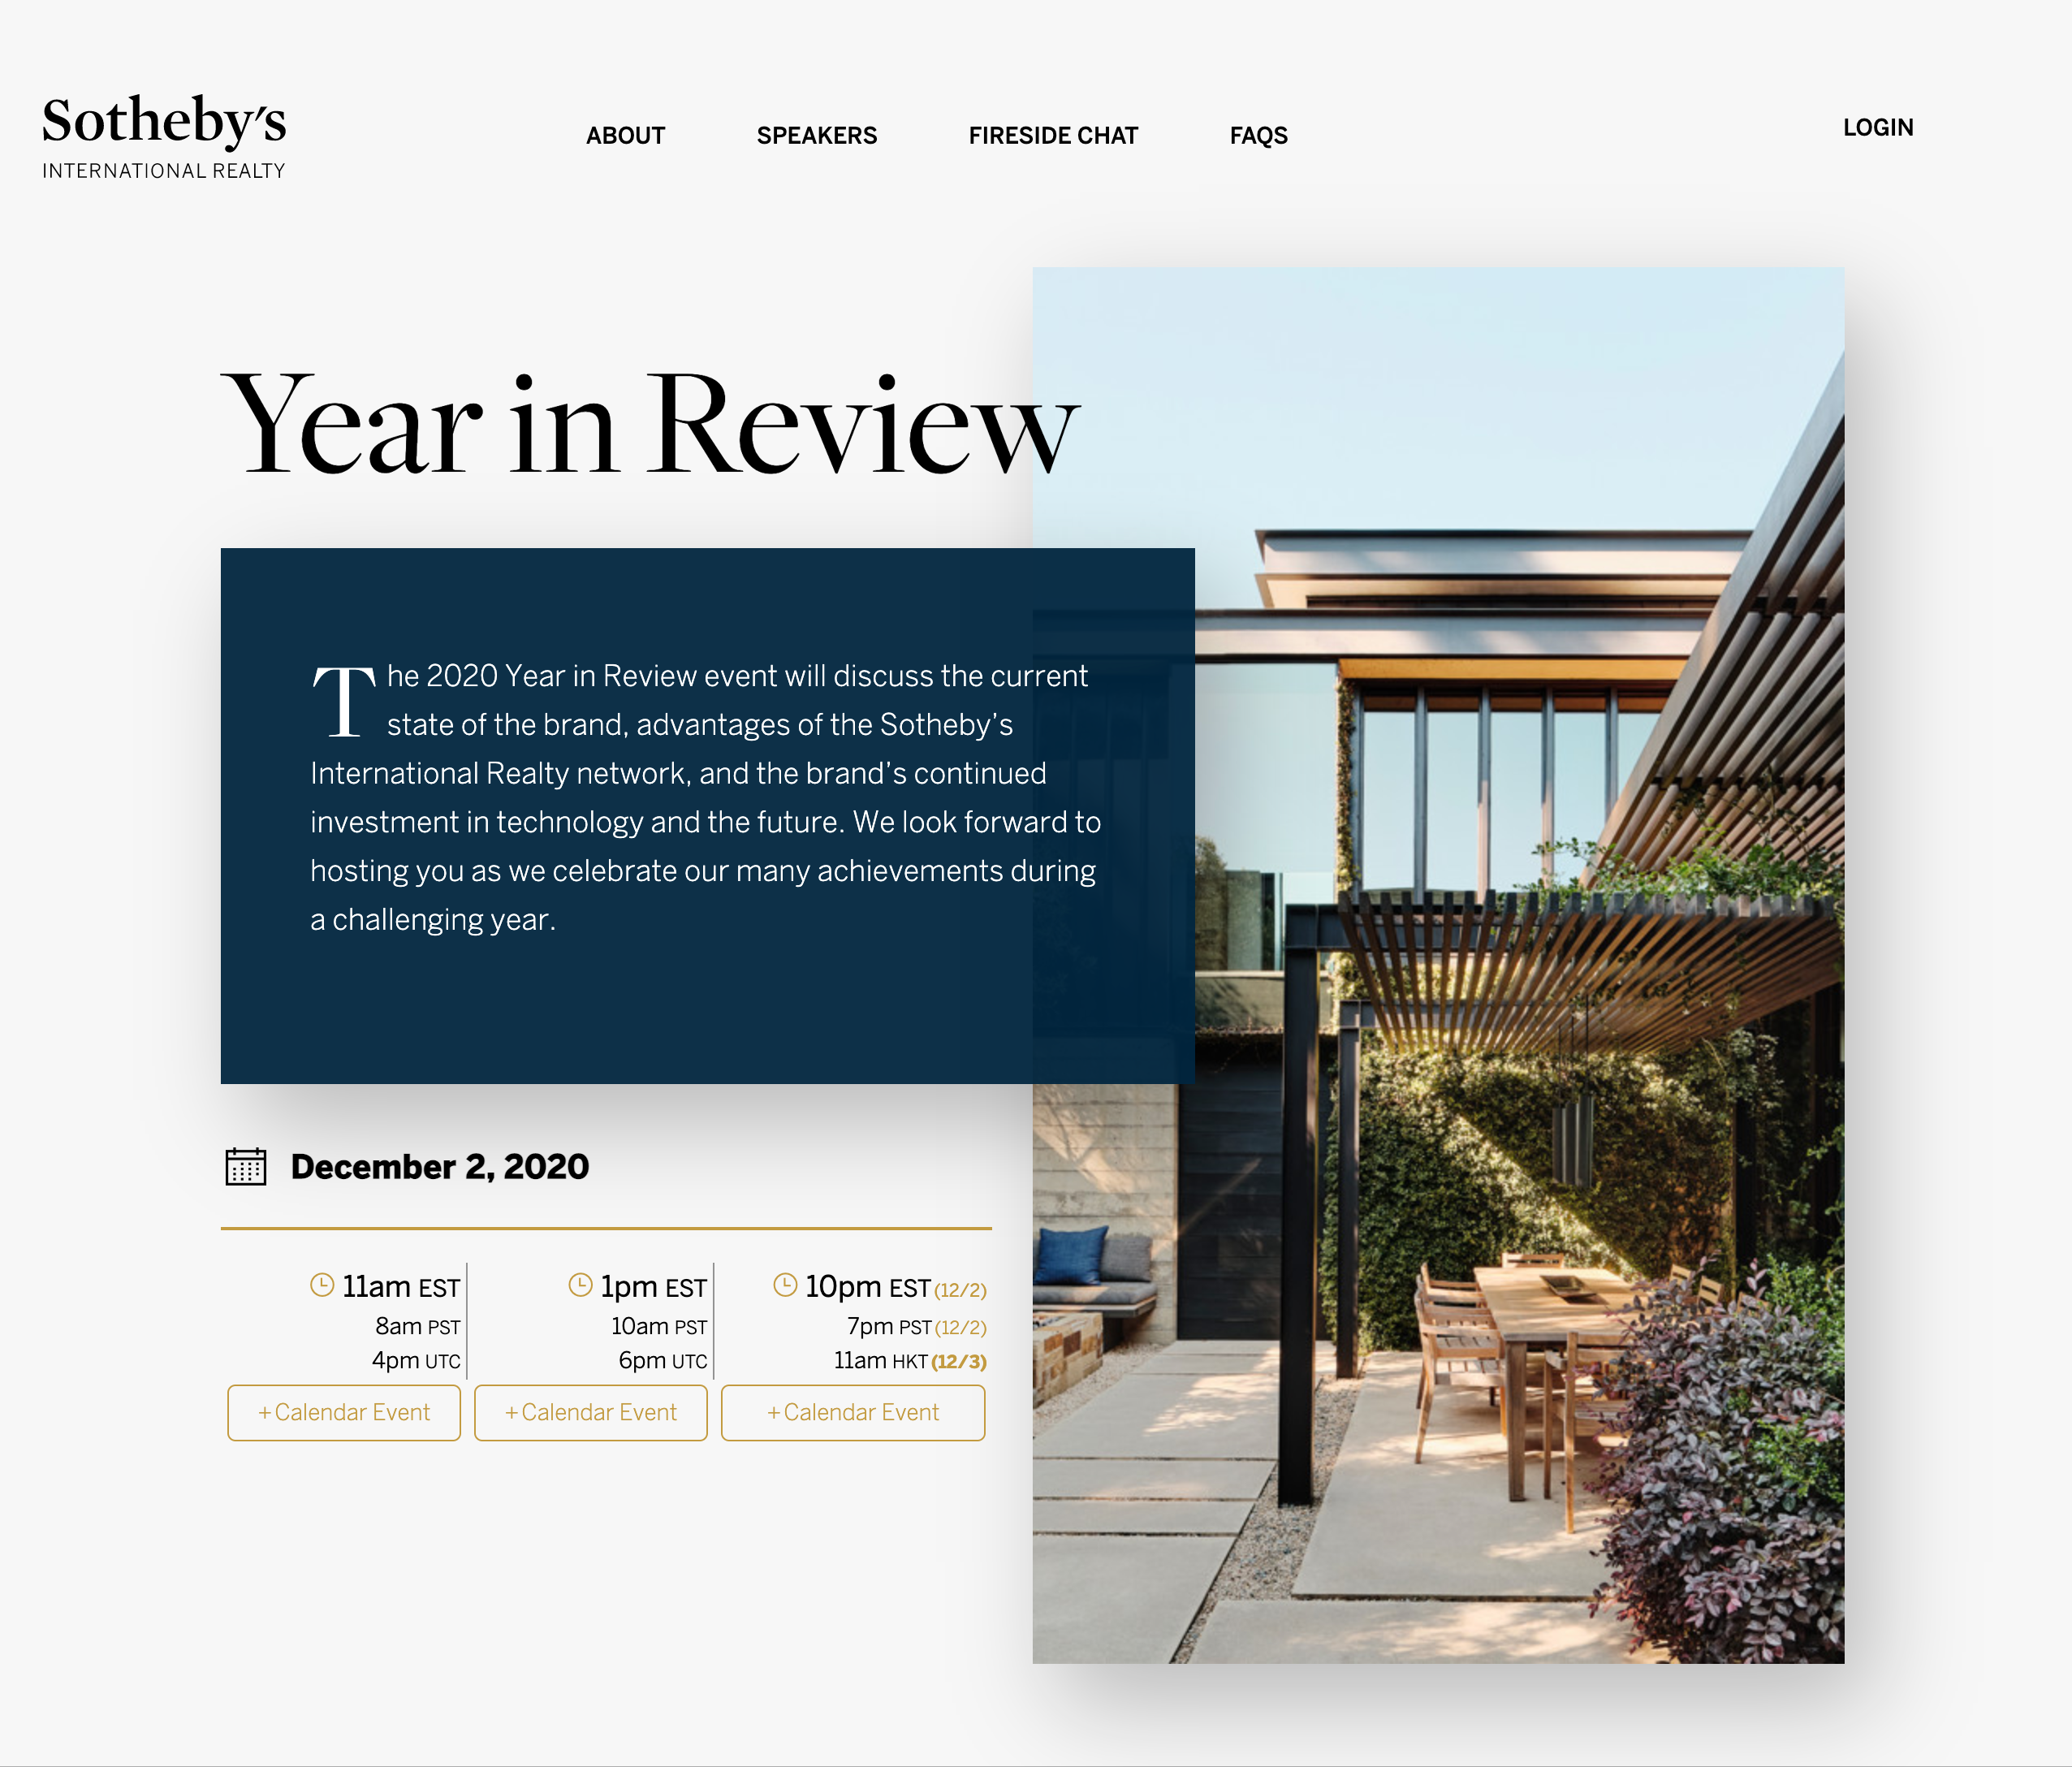 Sotheby's
INTERNATIONAL REALTY
ABOUT
SPEAKERS
FIRESIDE CHAT
FAQS
LOGIN
Year in Review
The 2020 Year in Review event will discuss the current
state of the brand, advantages of the Sotheby’s
International Realty network, and the brand’s continued
investment in technology and the future. We look forward to
hosting you as we celebrate our many achievements during
a challenging year.
December 2, 2020
11am EST
8am PST
4pm UTC
+ Calendar Event
1pm EST
10am PST
6pm UTC
+ Calendar Event
10pm EST (12/2)
7pm PST (12/2)
11am HKT (12/3)
+ Calendar Event